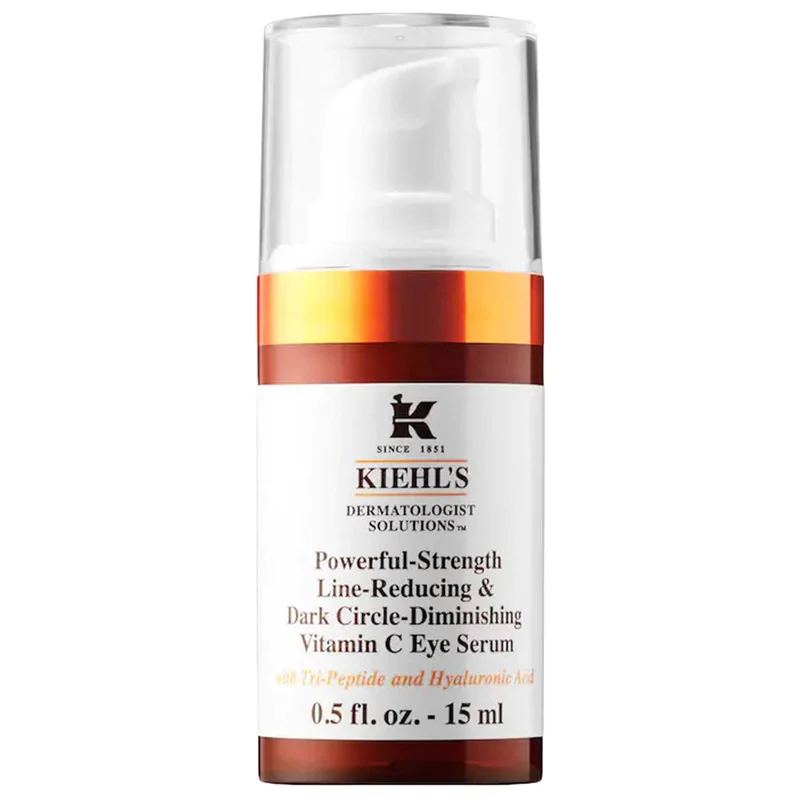 K
SINCE 1851
KIEHL'S
DERMATOLOGIST
SOLUTIONS™
Powerful-Strength
Line-Reducing &
Dark Circle-Diminishing
Vitamin C Eye Serum
with Tri-Peptide and Hyaluronic Acid
0.5 fl. oz. - 15 ml